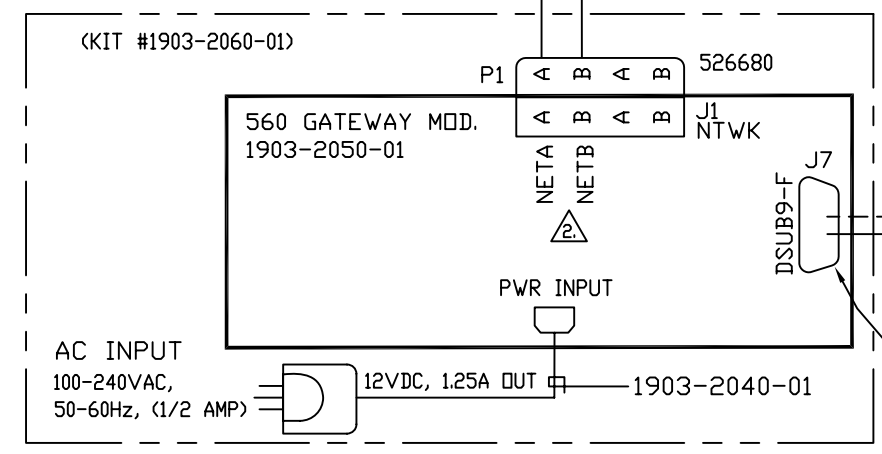 (KIT #1903-2060-01)
P1
A B A B
526680
A B A B
J1
NTWK
560 GATEWAY MOD.
1903-2050-01
NETA
NETB
2.
J7
DSUB9-F
PWR INPUT
AC INPUT
100-240VAC,
50-60Hz, (1/2 AMP)
12VDC, 1.25A OUT
1903-2040-01